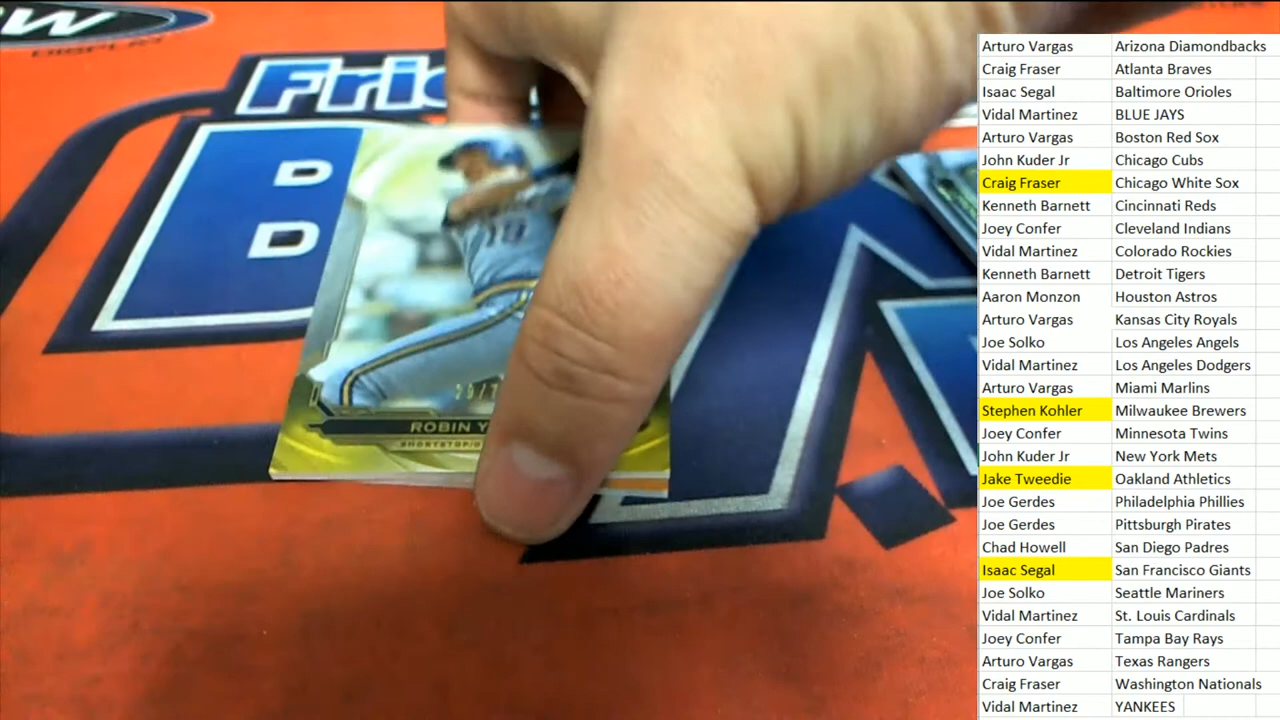 DISPLAY
D
D
19
29/7
ROBIN Y
SHORTSTOP/O
Arturo Vargas Arizona Diamondbacks
Craig Fraser Atlanta Braves
Isaac Segal Baltimore Orioles
Vidal Martinez BLUE JAYS
Arturo Vargas Boston Red Sox
John Kuder Jr Chicago Cubs
Craig Fraser Chicago White Sox
Kenneth Barnett Cincinnati Reds
Joey Confer Cleveland Indians
Vidal Martinez Colorado Rockies
Kenneth Barnett Detroit Tigers
Aaron Monzon Houston Astros
Arturo Vargas Kansas City Royals
Joe Solko Los Angeles Angels
Vidal Martinez Los Angeles Dodgers
Arturo Vargas Miami Marlins
Stephen Kohler Milwaukee Brewers
Joey Confer Minnesota Twins
John Kuder Jr New York Mets
Jake Tweedie Oakland Athletics
Joe Gerdes Philadelphia Phillies
Joe Gerdes Pittsburgh Pirates
Chad Howell San Diego Padres
Isaac Segal San Francisco Giants
Joe Solko Seattle Mariners
Vidal Martinez St. Louis Cardinals
Joey Confer Tampa Bay Rays
Arturo Vargas Texas Rangers
Craig Fraser Washington Nationals
Vidal Martinez YANKEES